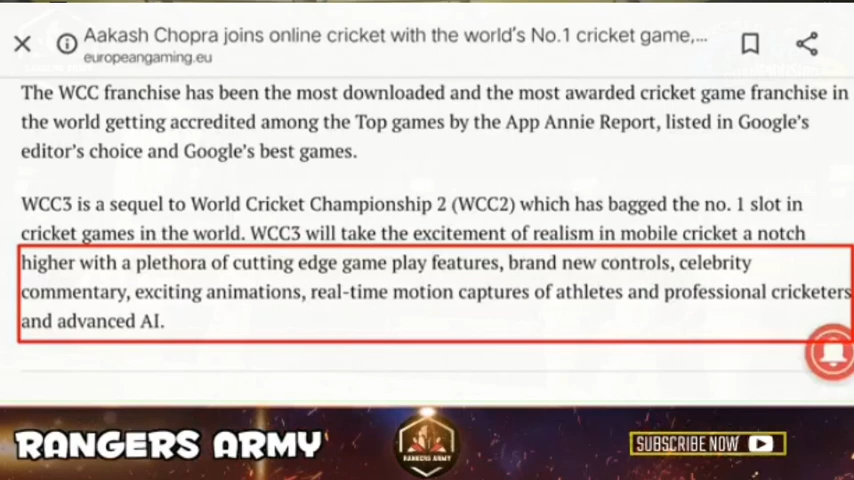 Aakash Chopra joins online cricket with the world's No.1 cricket game,...
europeangaming.eu
The WCC franchise has been the most downloaded and the most awarded cricket game franchise in
the world getting accredited among the Top games by the App Annie Report, listed in Google's
editor's choice and Google's best games.
WCC3 is a sequel to World Cricket Championship 2 (WCC2) which has bagged the no. 1 slot in
cricket games in the world. WCC3 will take the excitement of realism in mobile cricket a notch
higher with a plethora of cutting edge game play features, brand new controls, celebrity
commentary, exciting animations, real-time motion captures of athletes and professional cricketers
and advanced AI.
RANGERS ARMY
RANGERS ARMY
SUBSCRIBE NOW